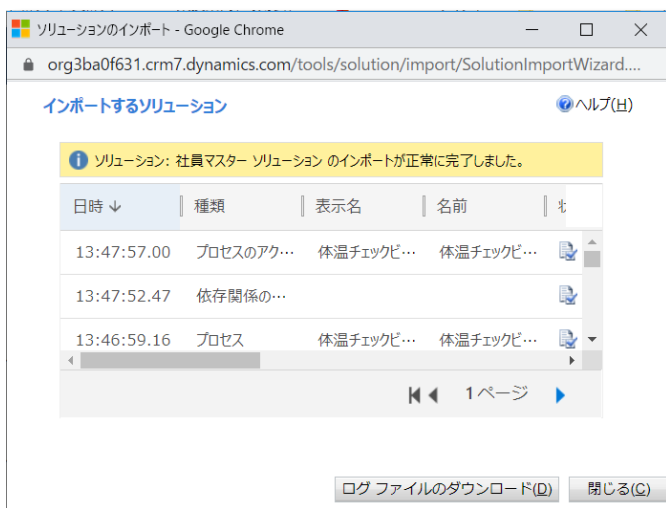 ソリューションのインポート - Google Chrome
org3ba0f631.crm7.dynamics.com/tools/solution/import/SolutionImportWizard....
インポートするソリューション
ヘルプ(H)
ソリューション: 社員マスター ソリューション のインポートが正常に完了しました。
日時↓ 種類 表示名 名前
13:47:57.00 プロセスのアク… 体温チェックビ… 体温チェックビ…
13:47:52.47 依存関係の…
13:46:59.16 プロセス 体温チェックビ… 体温チェックビ…
1ページ
ログ ファイルのダウンロード(D) 閉じる(C)